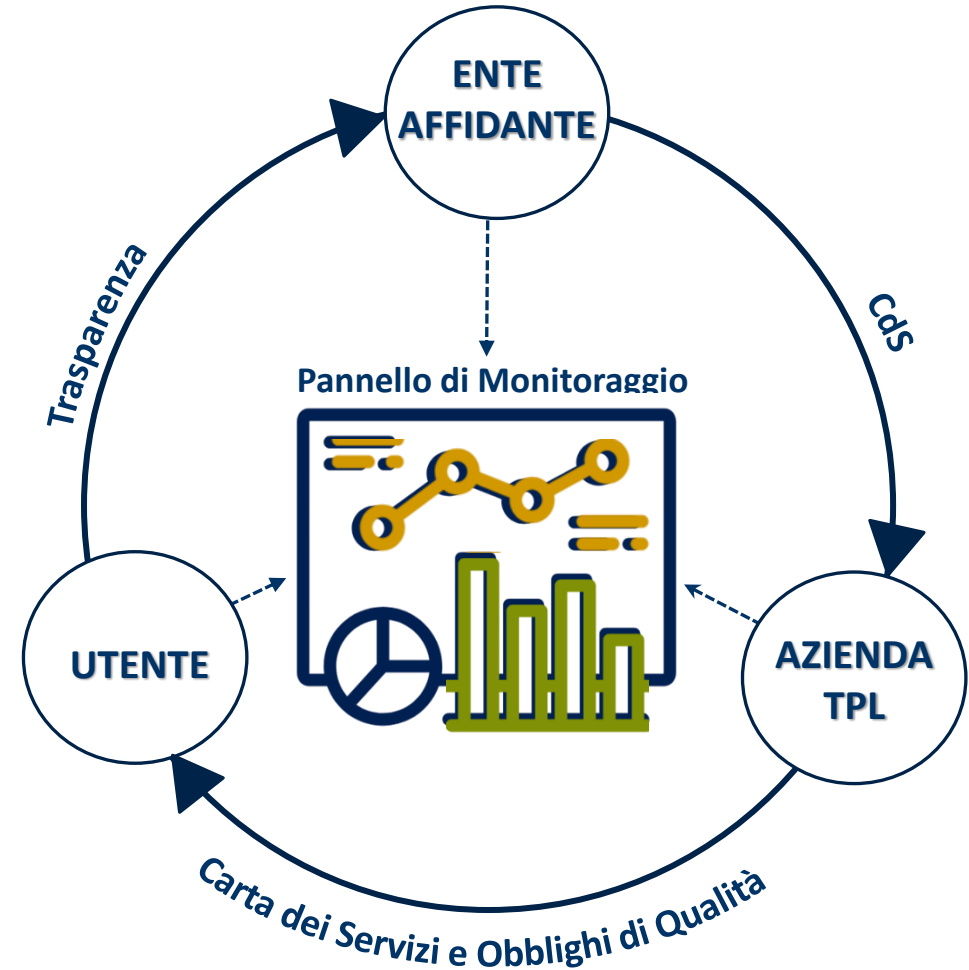 ENTE
AFFIDANTE
Trasparenza
CdS
Pannello di Monitoraggio
UTENTE
AZIENDA
TPL
Carta dei Servizi e Obblighi di Qualità